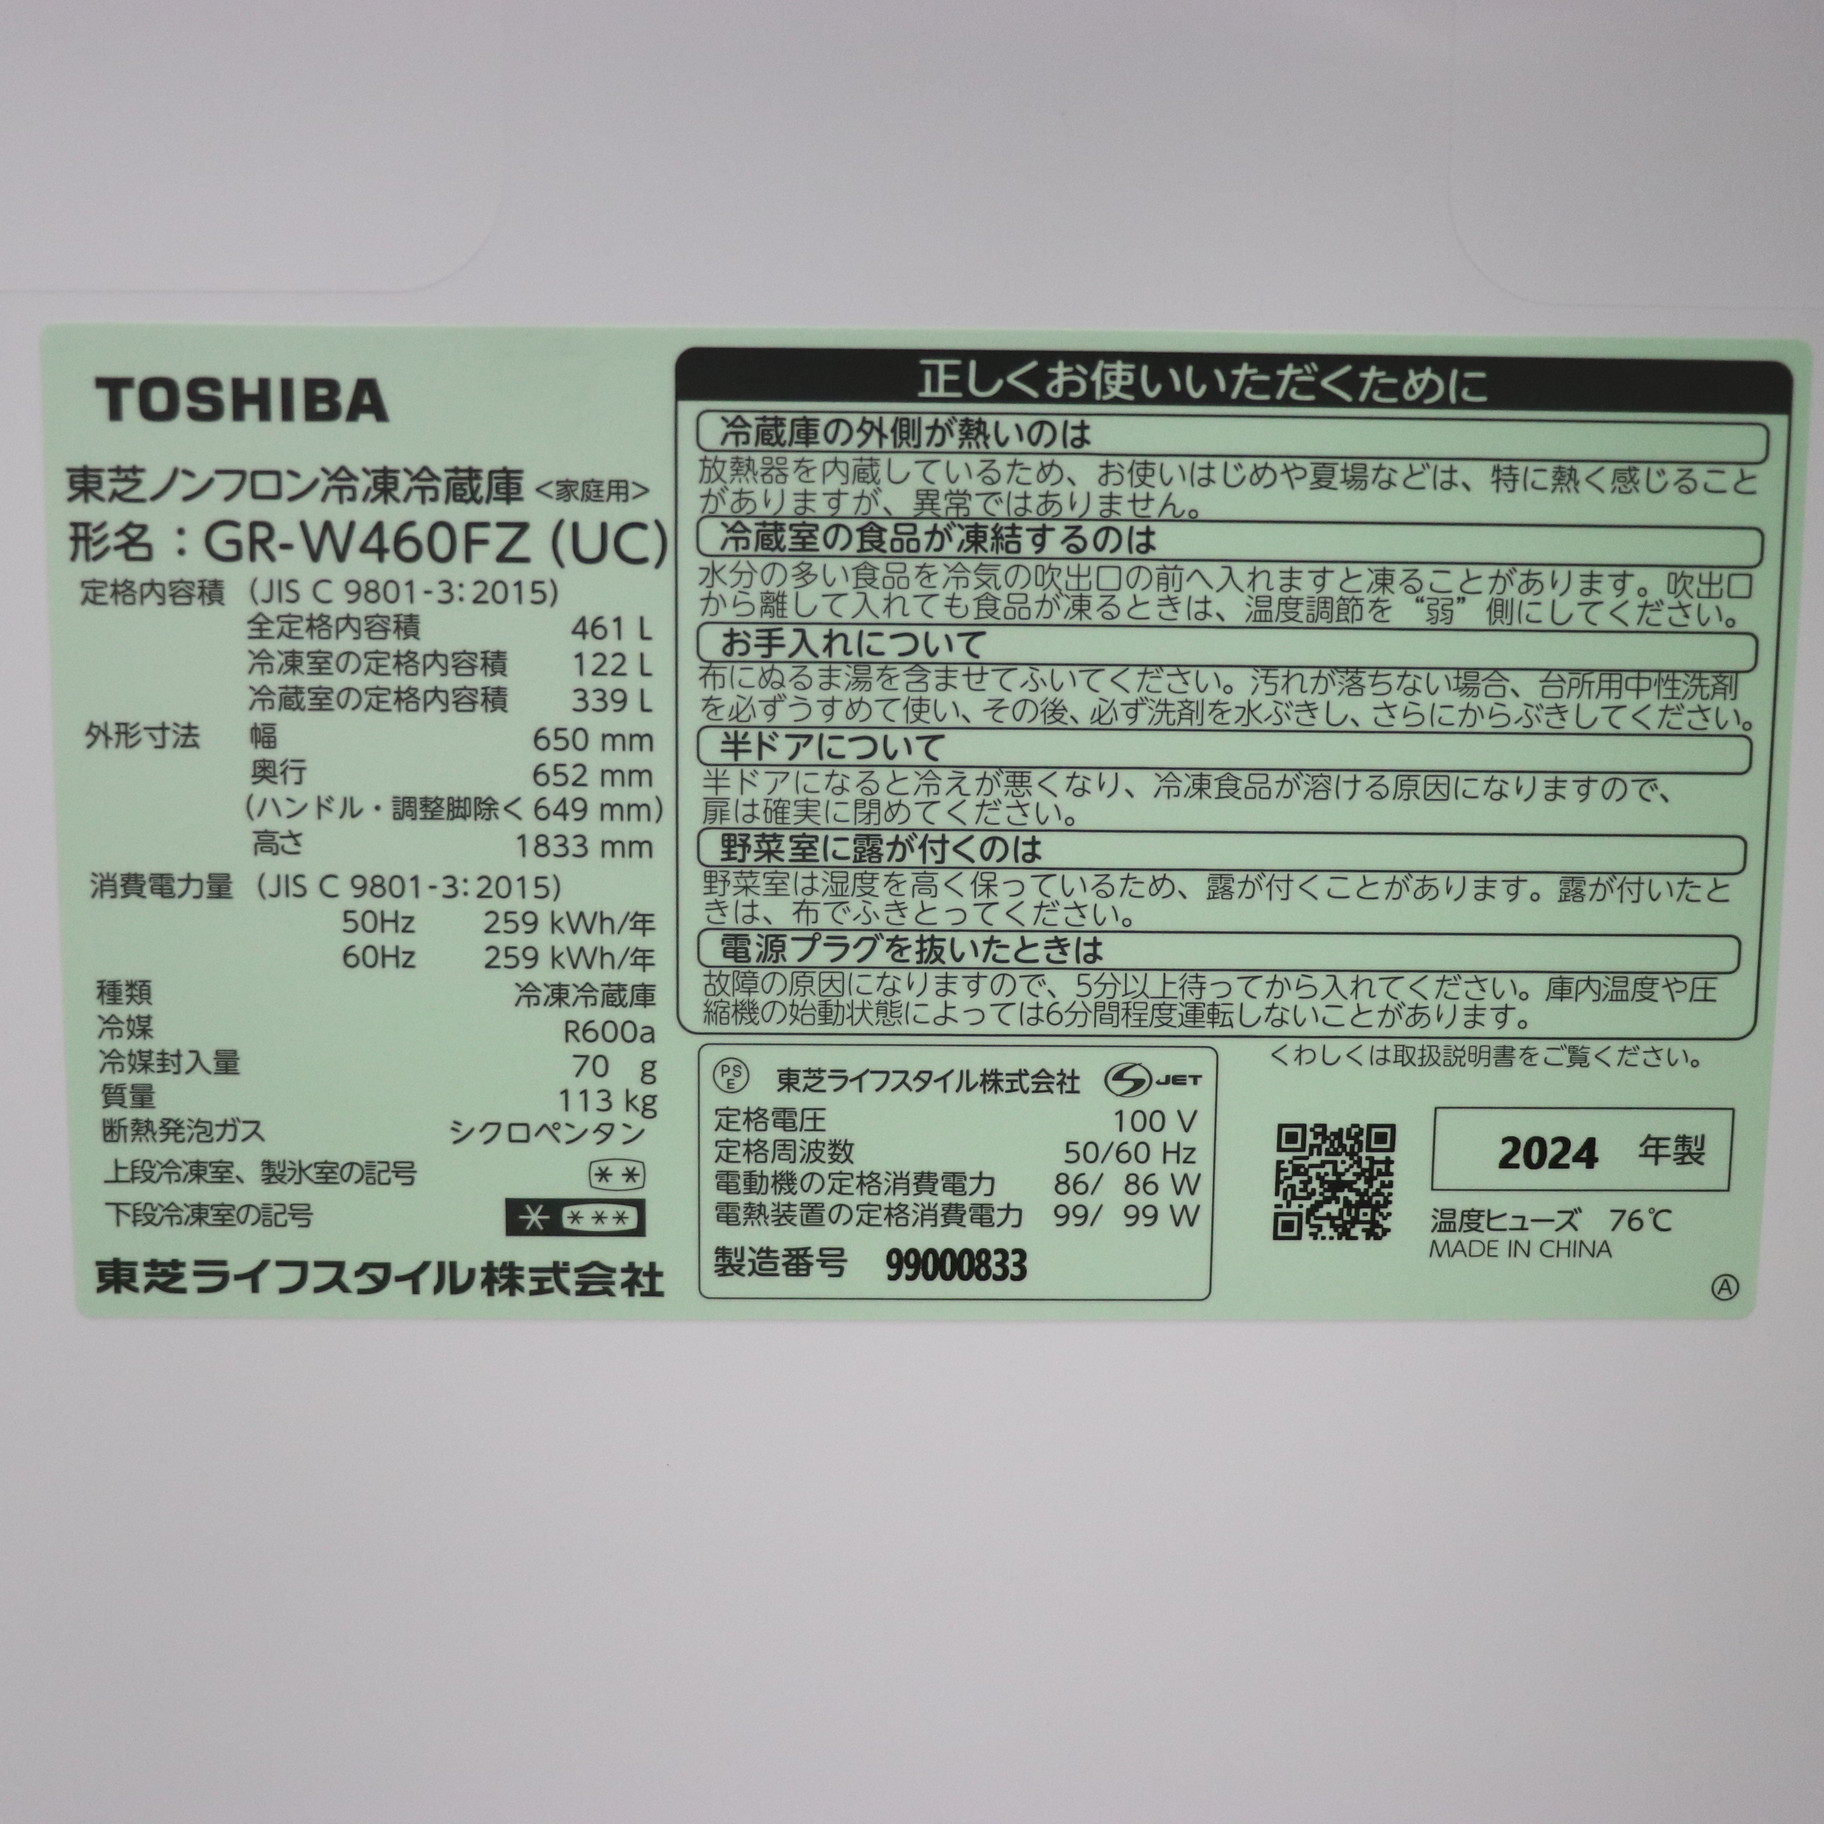 TOSHIBA
東芝ノンフロン冷凍冷蔵庫 <家庭用>
形名：GR-W460FZ (UC)
定格内容積 (JIS C 9801-3:2015)
全定格内容積 461 L
冷凍室の定格内容積 122 L
冷蔵室の定格内容積 339 L
外形寸法 幅 650 mm
奥行 652 mm
(ハンドル・調整脚除く 649 mm)
高さ 1833 mm
消費電力量 (JIS C 9801-3:2015)
50Hz 259 kWh/年
60Hz 259 kWh/年
種類 冷凍冷蔵庫
冷媒 R600a
冷媒封入量 70 g
質量 113 kg
断熱発泡ガス シクロペンタン
上段冷凍室、製氷室の記号 **
下段冷凍室の記号 * ***
東芝ライフスタイル株式会社
正しくお使いいただくために
冷蔵庫の外側が熱いのは
放熱器を内蔵しているため、お使いはじめや夏場などは、特に熱く感じること
がありますが、異常ではありません。
冷蔵室の食品が凍結するのは
水分の多い食品を冷気の吹出口の前へ入れますと凍ることがあります。吹出口
から離して入れても食品が凍るときは、温度調節を“弱”側にしてください。
お手入れについて
布にぬるま湯を含ませてふいてください。汚れが落ちない場合、台所用中性洗剤
を必ずうすめて使い、その後、必ず洗剤を水ぶきし、さらにからぶきしてください。
半ドアについて
半ドアになると冷えが悪くなり、冷凍食品が溶ける原因になりますので、
扉は確実に閉めてください。
野菜室に露が付くのは
野菜室は湿度を高く保っているため、露が付くことがあります。露が付いたと
きは、布でふきとってください。
電源プラグを抜いたときは
故障の原因になりますので、5分以上待ってから入れてください。庫内温度や圧
縮機の始動状態によっては6分間程度運転しないことがあります。
くわしくは取扱説明書をご覧ください。
PSE 東芝ライフスタイル株式会社 S JET
定格電圧 100 V
定格周波数 50/60 Hz
電動機の定格消費電力 86/ 86 W
電熱装置の定格消費電力 99/ 99 W
製造番号 99000833
2024 年製
温度ヒューズ 76℃
MADE IN CHINA
Ⓐ